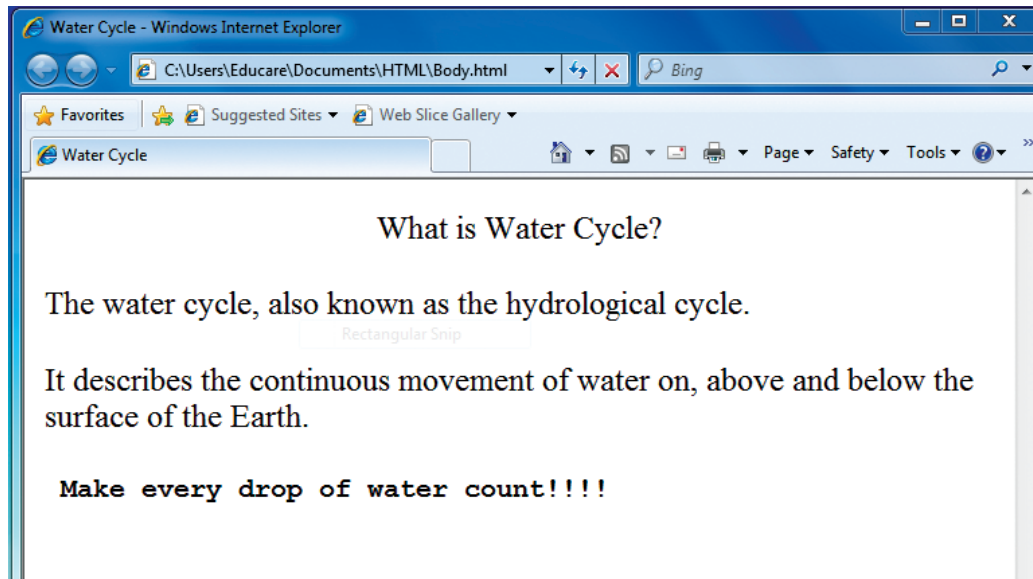 Water Cycle - Windows Internet Explorer
C:\Users\Educare\Documents\HTML\Body.html
Bing
Favorites Suggested Sites Web Slice Gallery
Water Cycle Page Safety Tools
What is Water Cycle?
The water cycle, also known as the hydrological cycle.
Rectangular Snip
It describes the continuous movement of water on, above and below the
surface of the Earth.
Make every drop of water count!!!!